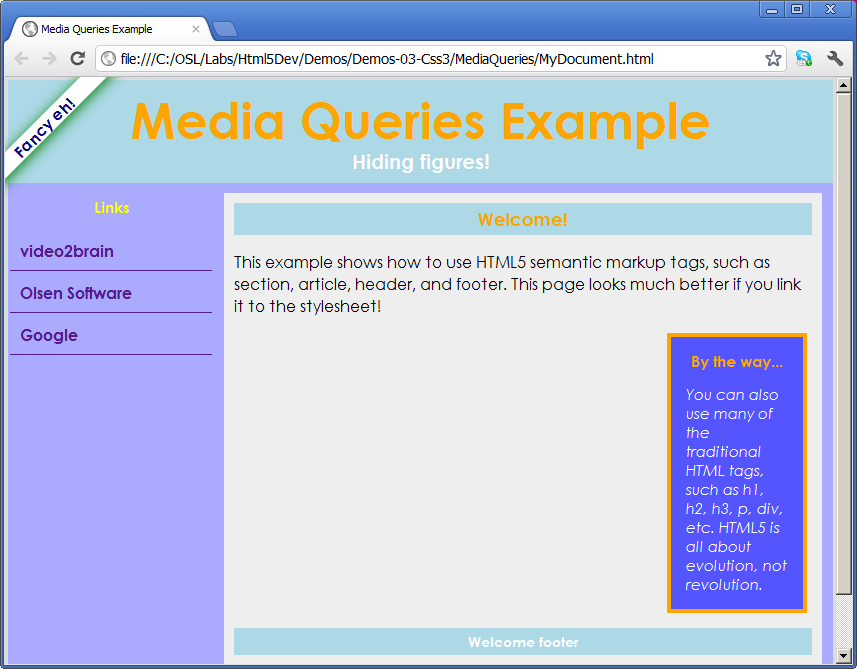 Media Queries Example
file:///C:/OSL/Labs/Html5Dev/Demos/Demos-03-Css3/MediaQueries/MyDocument.html
Fancy eh!
Media Queries Example
Hiding figures!
Links
video2brain
Olsen Software
Google
Welcome!
This example shows how to use HTML5 semantic markup tags, such as
section, article, header, and footer. This page looks much better if you link
it to the stylesheet!
By the way...
You can also
use many of
the
traditional
HTML tags,
such as h1,
h2, h3, p, div,
etc. HTML5 is
all about
evolution, not
revolution.
Welcome footer